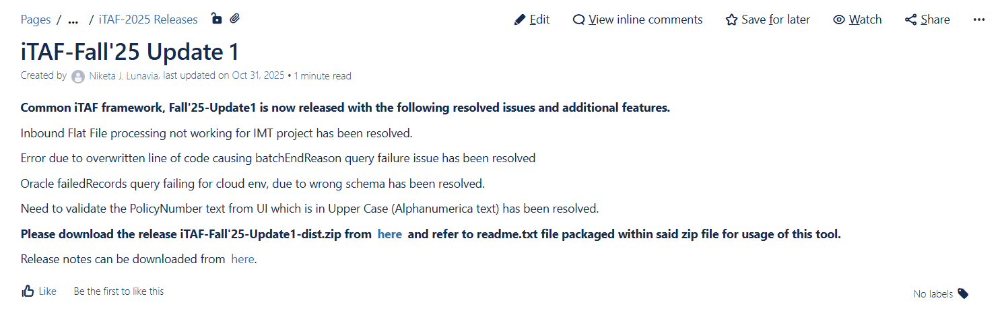 Pages / ... / iTAF-2025 Releases Edit View inline comments Save for later Watch Share ...
iTAF-Fall'25 Update 1
Created by Niketa J. Lunavia, last updated on Oct 31, 2025 • 1 minute read
Common iTAF framework, Fall'25-Update1 is now released with the following resolved issues and additional features.
Inbound Flat File processing not working for IMT project has been resolved.
Error due to overwritten line of code causing batchEndReason query failure issue has been resolved
Oracle failedRecords query failing for cloud env, due to wrong schema has been resolved.
Need to validate the PolicyNumber text from UI which is in Upper Case (Alphanumerica text) has been resolved.
Please download the release iTAF-Fall'25-Update1-dist.zip from here and refer to readme.txt file packaged within said zip file for usage of this tool.
Release notes can be downloaded from here.
Like Be the first to like this No labels